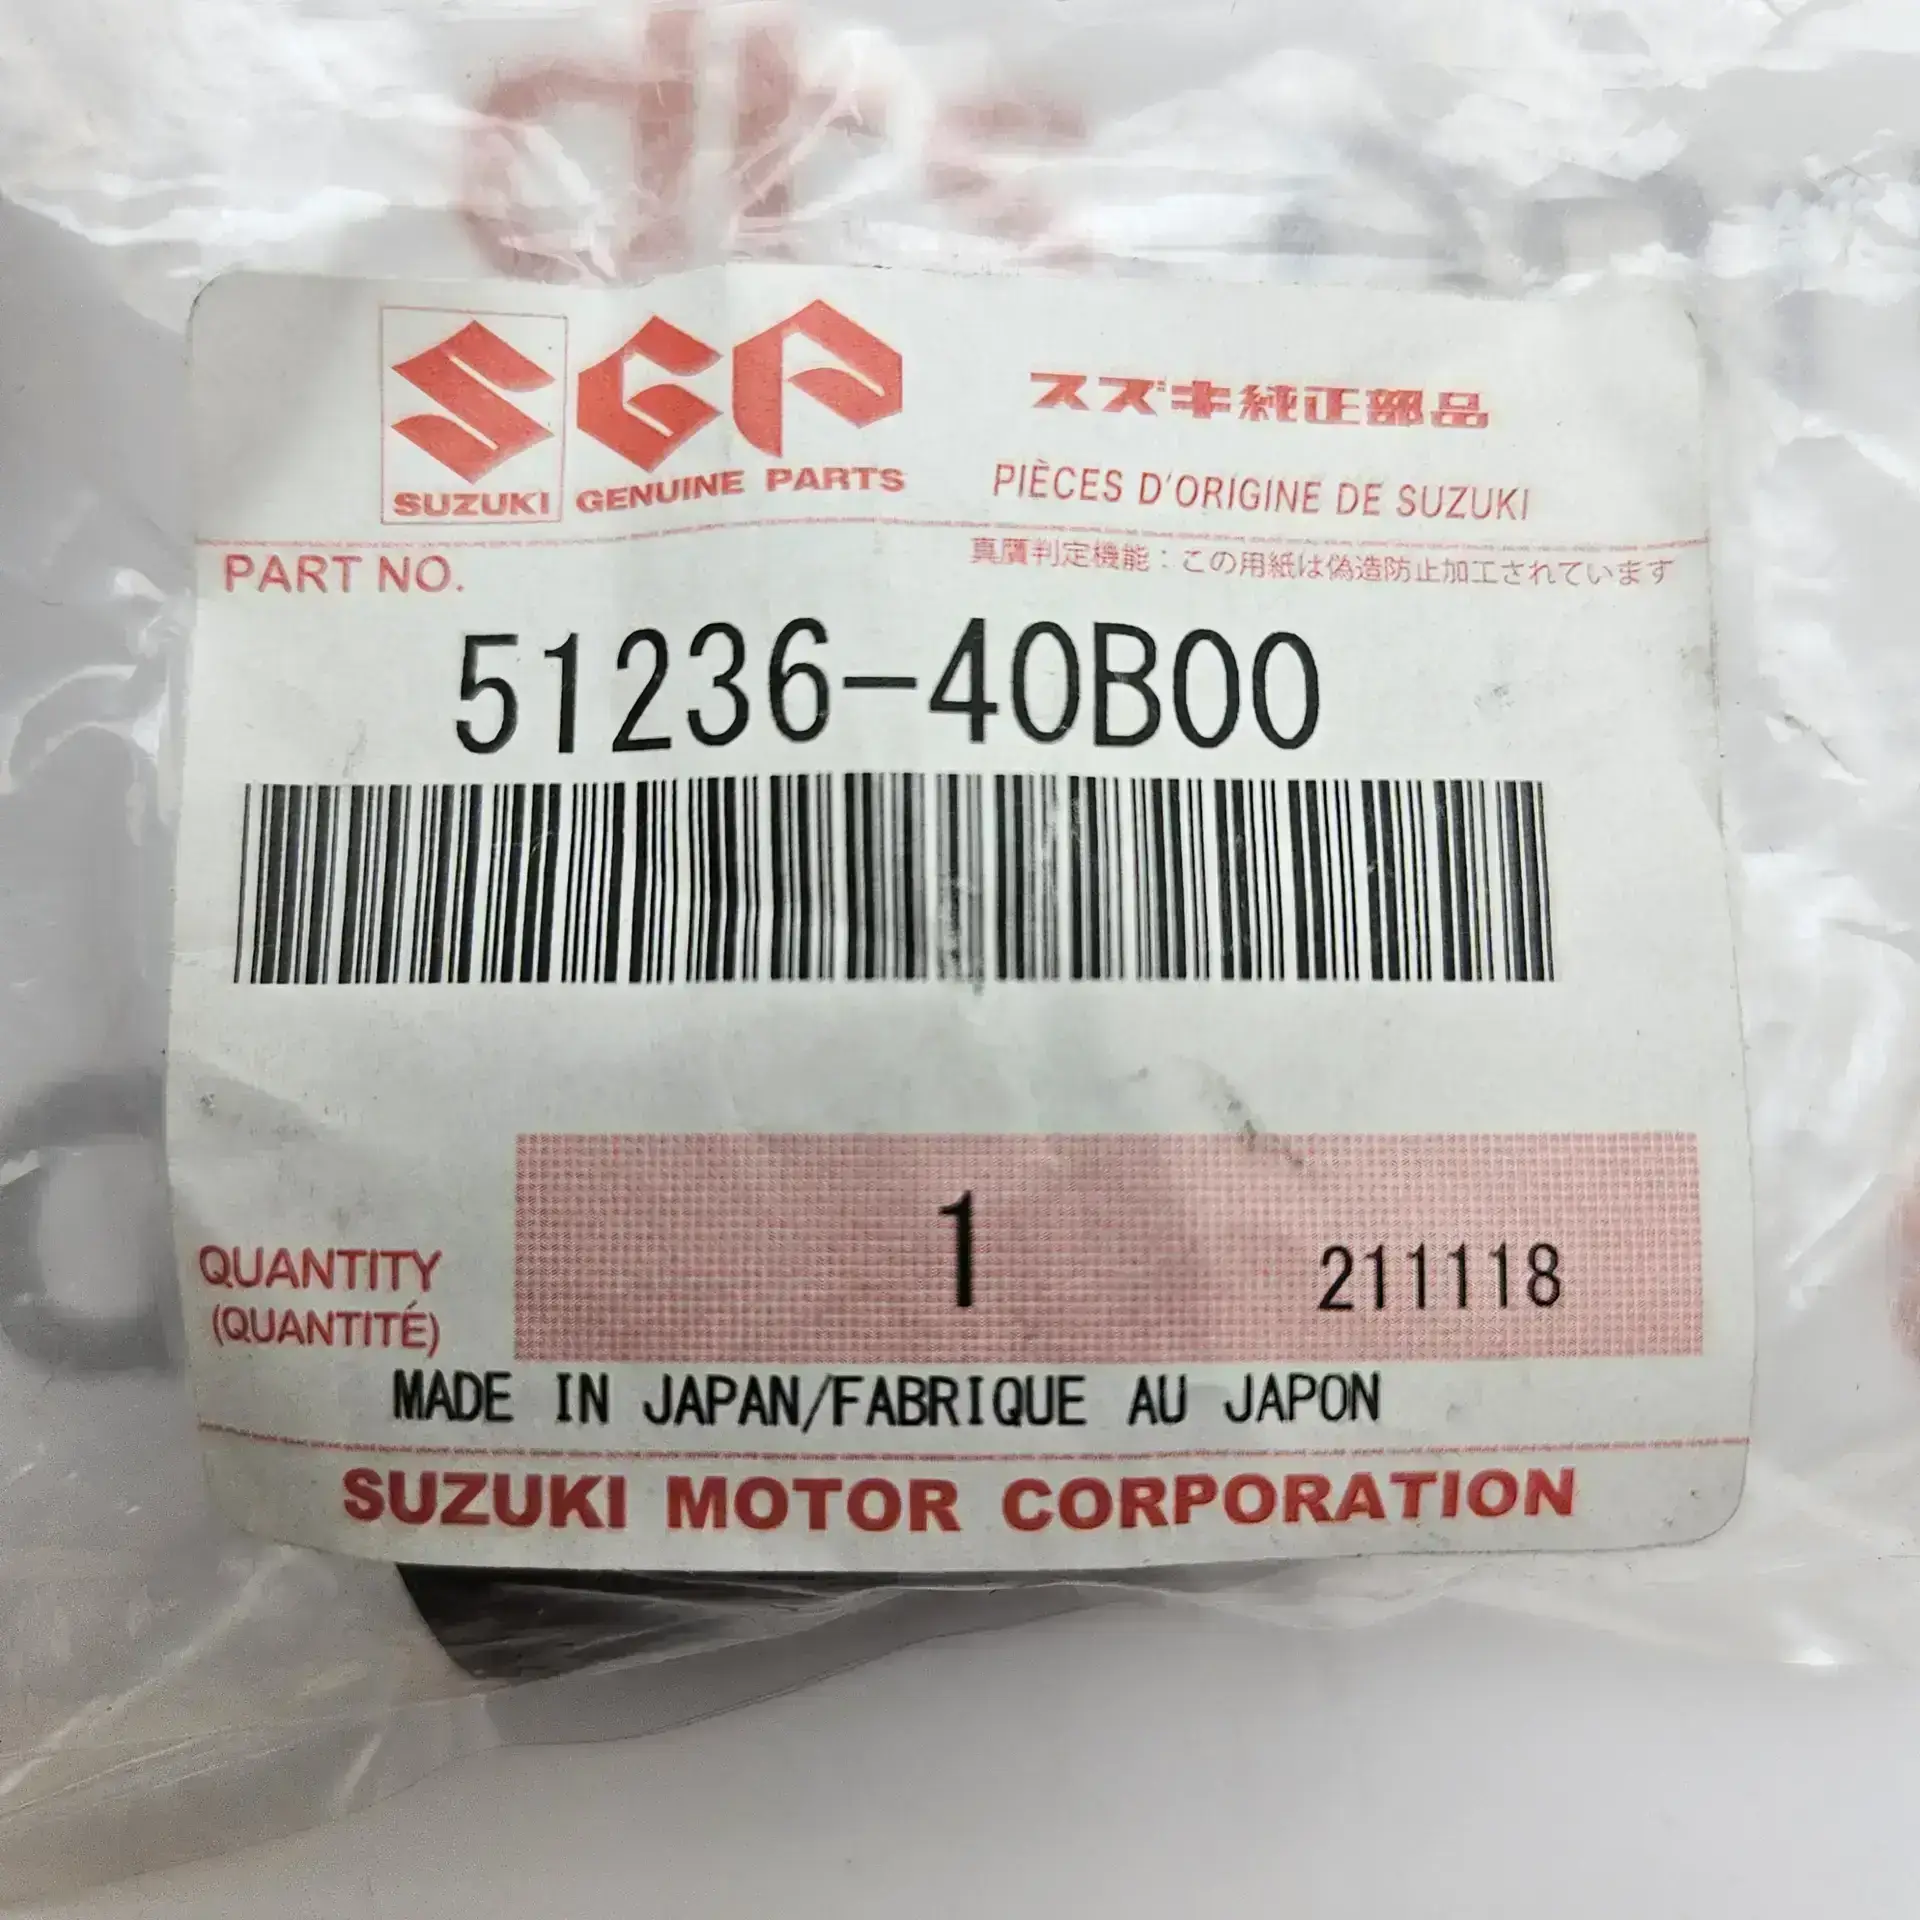 SGP
スズキ純正部品
SUZUKI GENUINE PARTS
PIÈCES D'ORIGINE DE SUZUKI
PART NO.
真贋判定機能：この用紙は偽造防止加工されています
51236-40B00
QUANTITY
(QUANTITÉ)
1
211118
MADE IN JAPAN/FABRIQUE AU JAPON
SUZUKI MOTOR CORPORATION